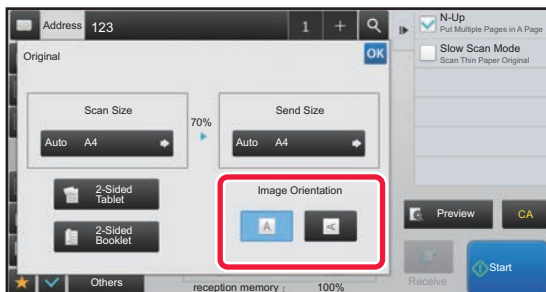 Address 123 1 +
N-Up
Put Multiple Pages in A Page
Original OK
Slow Scan Mode
Scan Thin Paper Original
Scan Size
70%
Send Size
Auto A4
Auto A4
2-Sided
Tablet
Image Orientation
A A
2-Sided
Booklet
Preview CA
Start
Receive
Others
reception memory : 100%